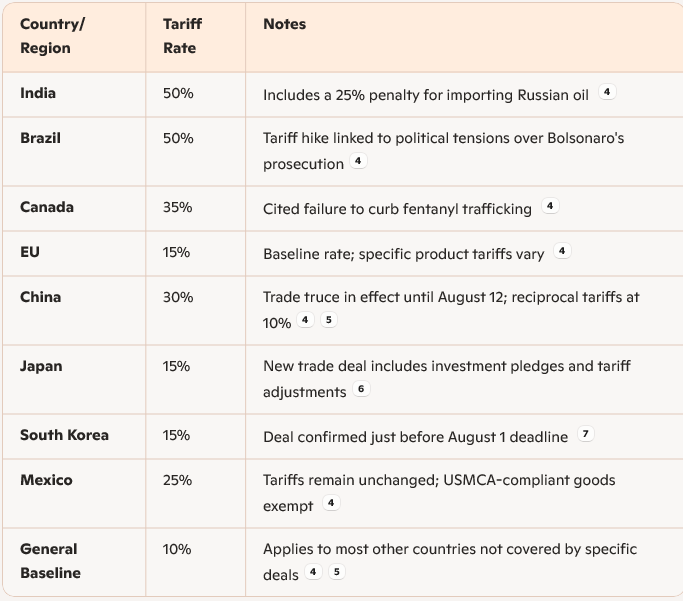 Country/ Tariff Notes
Region Rate
India 50% Includes a 25% penalty for importing Russian oil 4
Brazil 50% Tariff hike linked to political tensions over Bolsonaro's
prosecution 4
Canada 35% Cited failure to curb fentanyl trafficking 4
EU 15% Baseline rate; specific product tariffs vary 4
China 30% Trade truce in effect until August 12; reciprocal tariffs at
10% 4 5
Japan 15% New trade deal includes investment pledges and tariff
adjustments 6
South Korea 15% Deal confirmed just before August 1 deadline 7
Mexico 25% Tariffs remain unchanged; USMCA-compliant goods
exempt 4
General 10% Applies to most other countries not covered by specific
Baseline deals 4 5